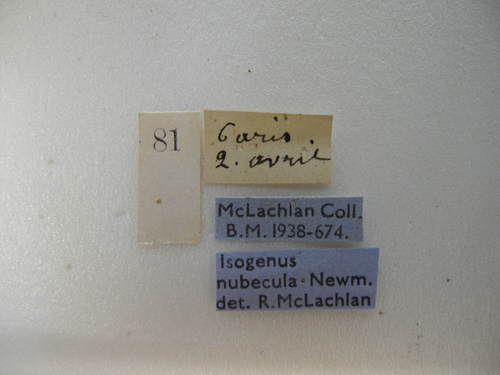 81
Paris
2. avril
McLachlan Coll.
B.M. 1938-674.
Isogenus
nubecula Newm.
det. R. McLachlan